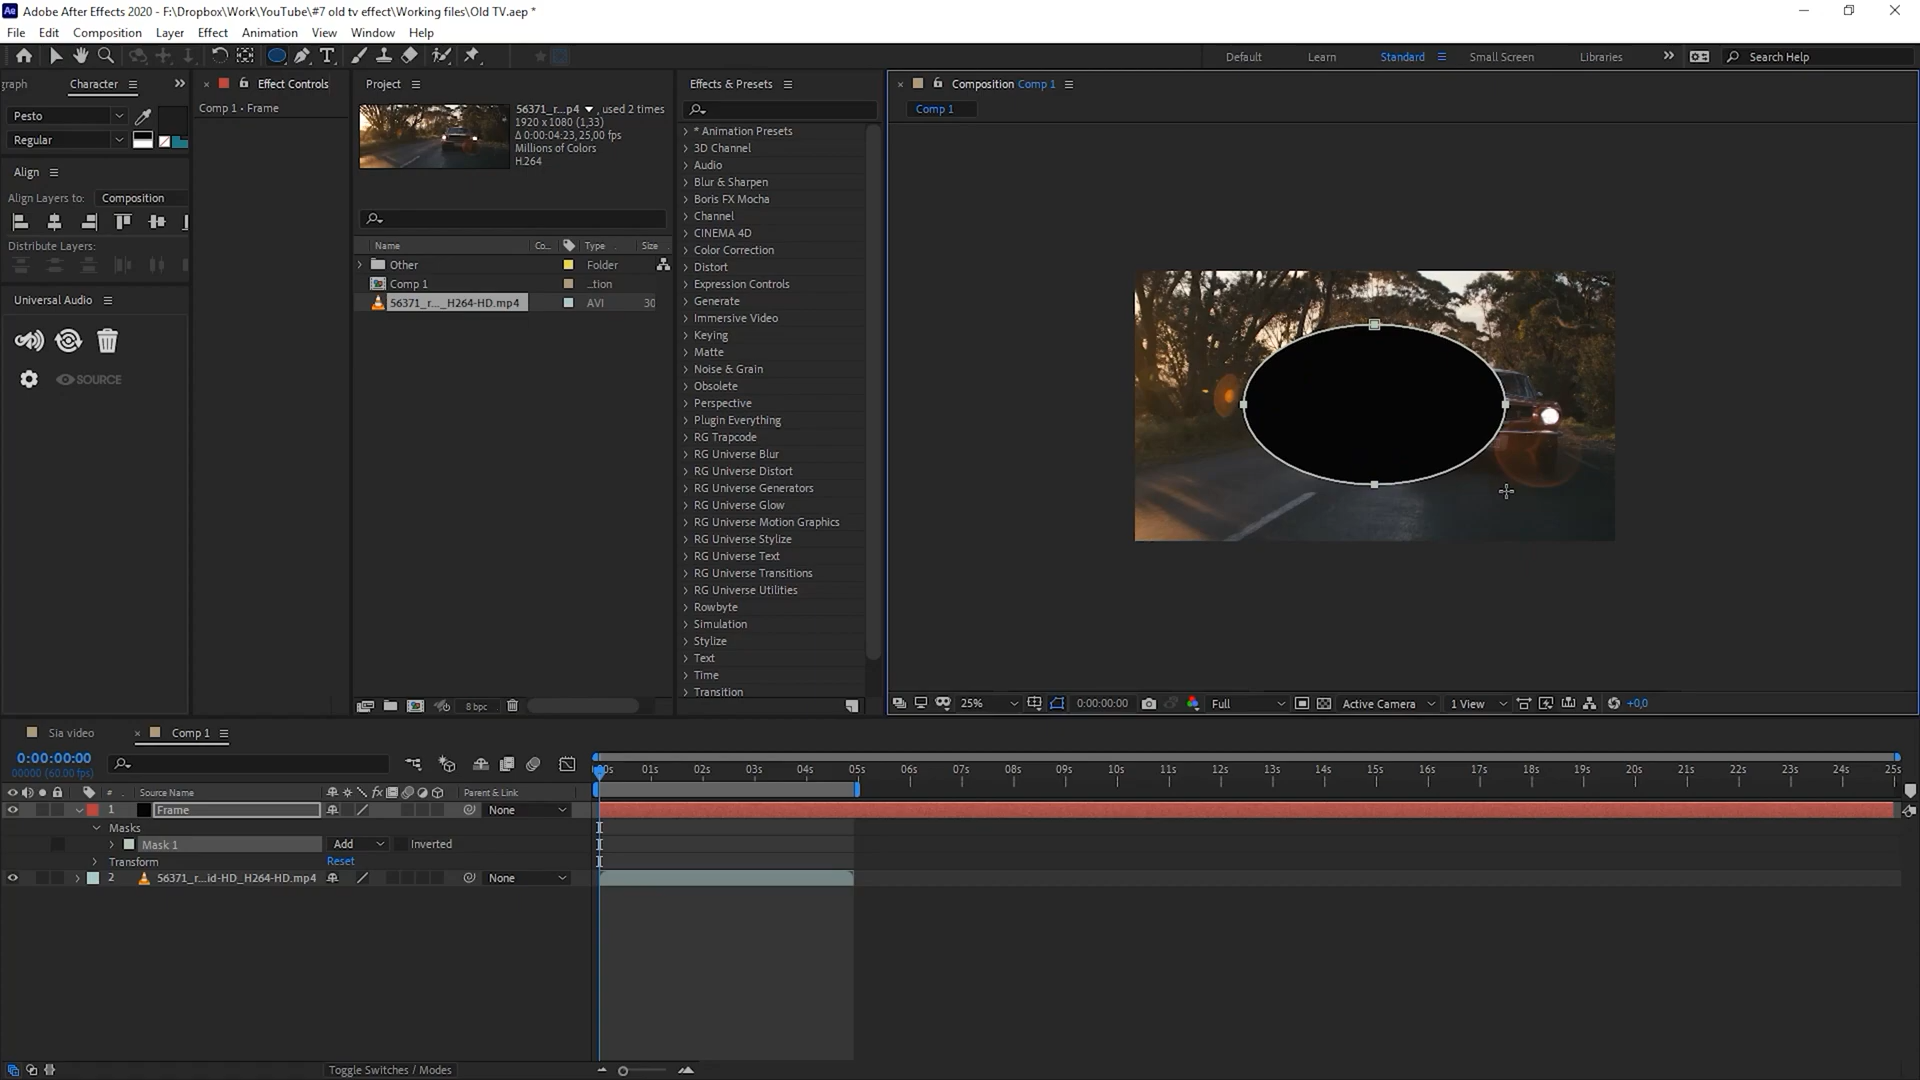 Adobe After Effects 2020 - F:\Dropbox\Work\YouTube\#7 old tv effect\Working files\Old TV.aep *
File Edit Composition Layer Effect Animation View Window Help
Default Learn Standard Small Screen Libraries Search Help
graph Character
Pesto
Regular
Align
Align Layers to: Composition
Distribute Layers:
Universal Audio
SOURCE
Effect Controls
Comp 1 • Frame
Project
56371_r...p4 , used 2 times
1920 x 1080 (1,33)
Δ 0:00:04:23, 25,00 fps
Millions of Colors
H.264
Name Co... Type Size
Other Folder
Comp 1 ...tion
56371_r..._H264-HD.mp4 AVI 30
8 bpc
Effects & Presets
* Animation Presets
3D Channel
Audio
Blur & Sharpen
Boris FX Mocha
Channel
CINEMA 4D
Color Correction
Distort
Expression Controls
Generate
Immersive Video
Keying
Matte
Noise & Grain
Obsolete
Perspective
Plugin Everything
RG Trapcode
RG Universe Blur
RG Universe Distort
RG Universe Generators
RG Universe Glow
RG Universe Motion Graphics
RG Universe Stylize
RG Universe Text
RG Universe Transitions
RG Universe Utilities
Rowbyte
Simulation
Stylize
Text
Time
Transition
Composition Comp 1
Comp 1
25% 0:00:00:00 Full Active Camera 1 View +0,0
Sia video Comp 1
0:00:00:00
00000 (60.00 fps)
:00s 01s 02s 03s 04s 05s 06s 07s 08s 09s 10s 11s 12s 13s 14s 15s 16s 17s 18s 19s 20s 21s 22s 23s 24s 25s
# Source Name fx Parent & Link
1 Frame None
Masks
Mask 1 Add Inverted
Transform Reset
2 56371_r...id-HD_H264-HD.mp4 None
Toggle Switches / Modes